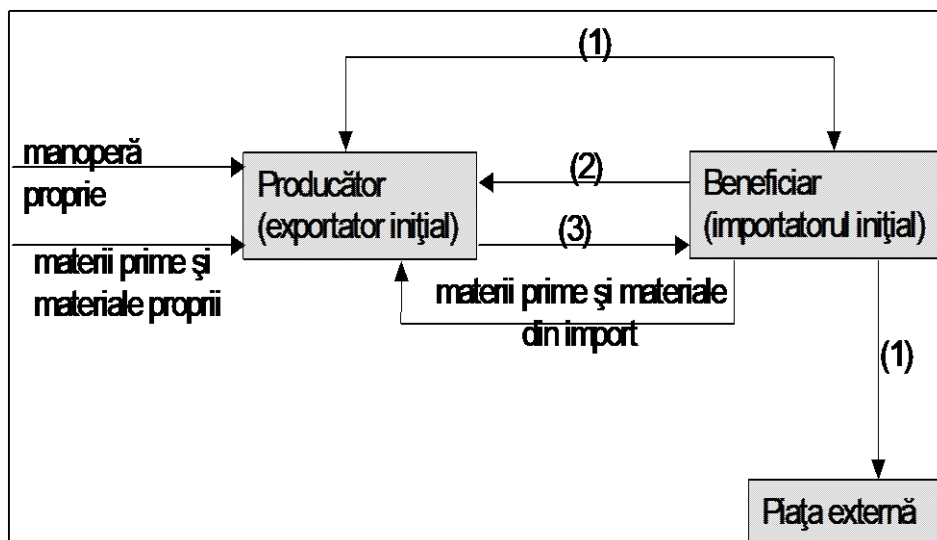 (1)
manoperă
proprie
Producător
(exportator iniţial)
(2)
(3)
Beneficiar
(importatorul iniţial)
materii prime şi
materiale proprii
materii prime şi materiale
din import
(1)
Piaţa externă